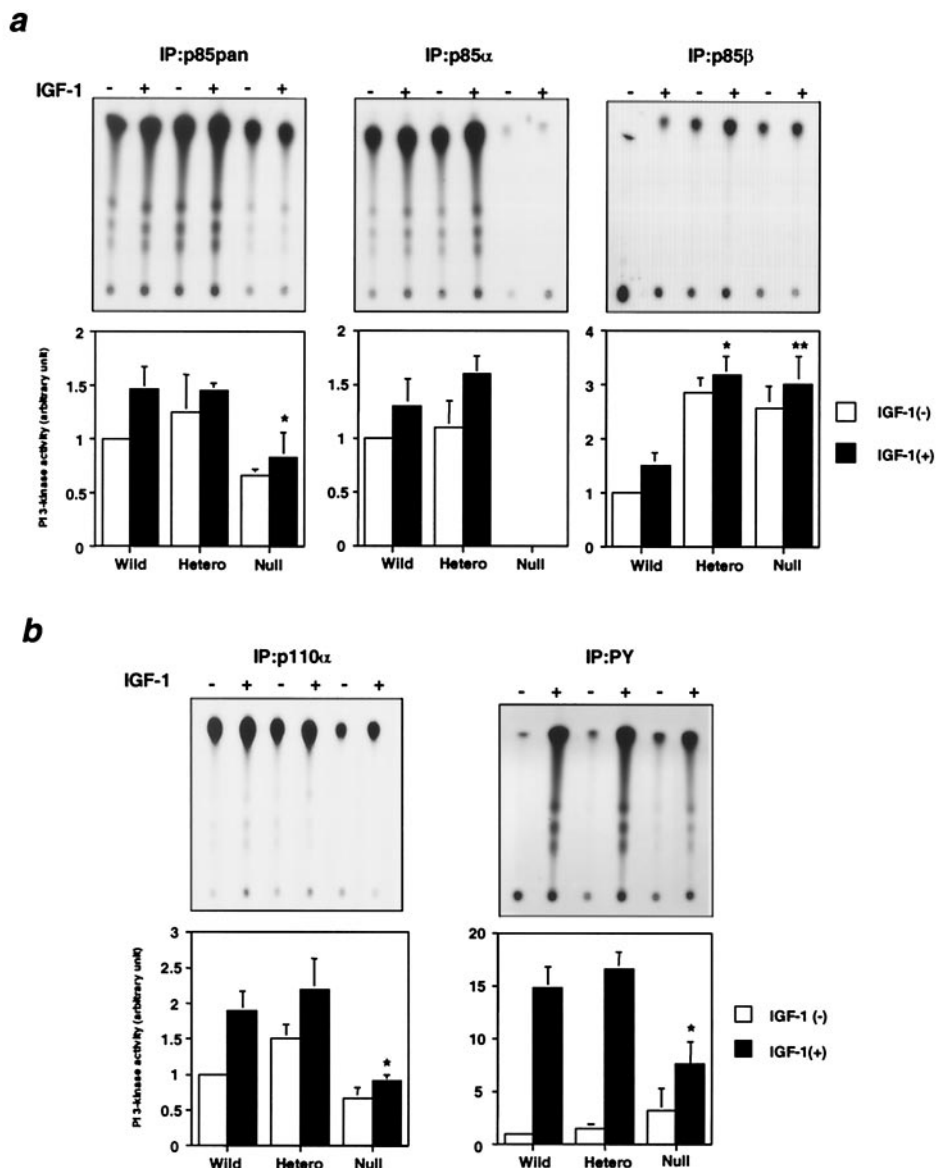 a
IP:p85pan
IP:p85α
IP:p85β
IGF-1 - + - + - +
- + - + - +
- + - + - +
PI 3-kinase activity (arbitrary unit)
2
1.5
1
0.5
0
Wild Hetero Null
*
2
1.5
1
0.5
0
Wild Hetero Null
4
3
2
1
0
Wild Hetero Null
*
**
IGF-1(-)
IGF-1(+)
b
IP:p110α
IP:PY
IGF-1 - + - + - +
- + - + - +
PI 3-kinase activity (arbitrary unit)
3
2.5
2
1.5
1
0.5
0
Wild Hetero Null
*
20
15
10
5
0
Wild Hetero Null
*
IGF-1 (-)
IGF-1(+)